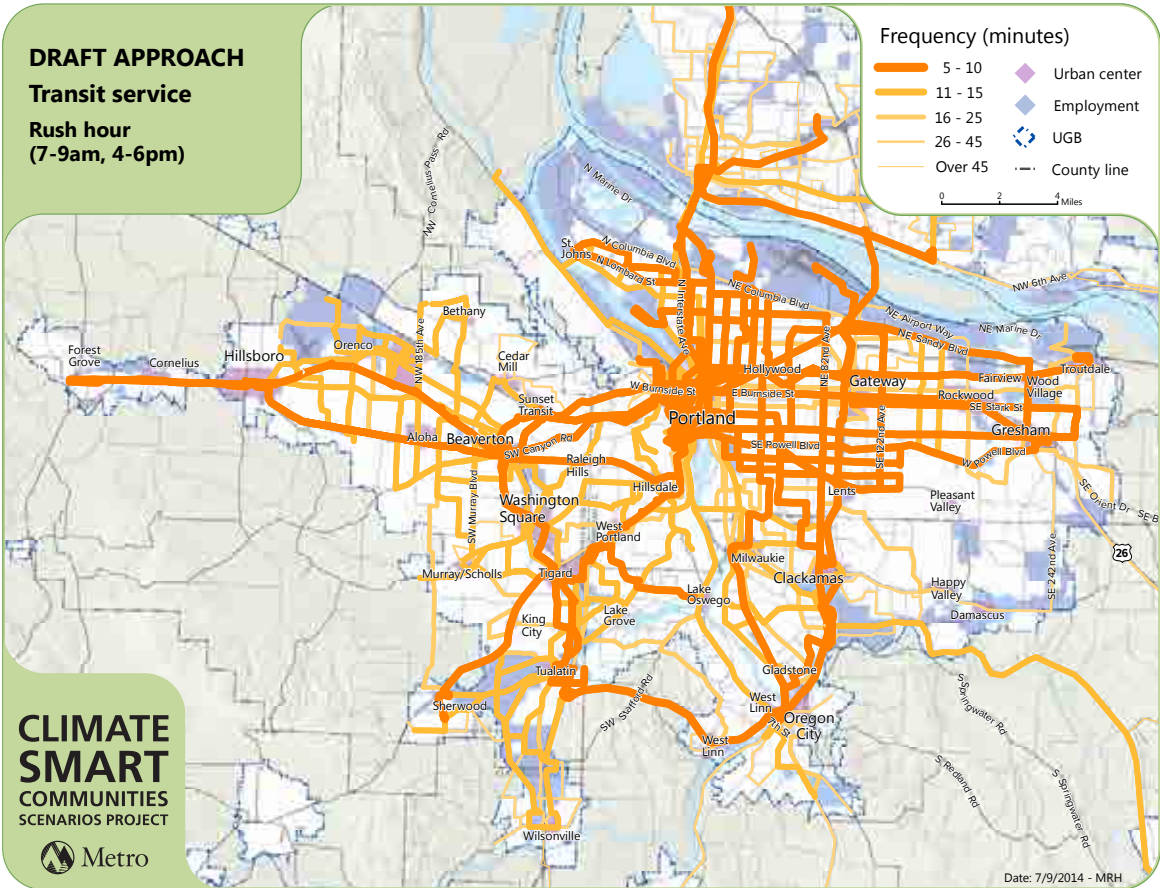 DRAFT APPROACH
Transit service
Rush hour
(7-9am, 4-6pm)
Frequency (minutes)
5 - 10
11 - 15
16 - 25
26 - 45
Over 45
Urban center
Employment
UGB
County line
0 2 4 Miles
NW Cornelius Pass Rd
N Marine Dr
St.
Johns
N Columbia Blvd
N Lombard St
N Interstate Ave
NE Columbia Blvd
NW 6th Ave
NE Airport Way
NE Marine Dr
NE Sandy Blvd
NE 82nd Ave
Bethany
NW 185th Ave
Orenco
Cedar
Mill
Forest
Grove
Cornelius
Hillsboro
Hollywood
Gateway
Fairview
Wood
Village
Troutdale
Sunset
Transit
W Burnside St
E Burnside St
Rockwood
SE Stark St
Portland
SE 122nd Ave
Gresham
Aloha
Beaverton
SW Canyon Rd
SE Powell Blvd
W Powell Blvd
Raleigh
Hills
SW Murray Blvd
Hillsdale
Lents
Pleasant
Valley
SE Orient Dr
SE B
Washington
Square
West
Portland
SE 242nd Ave
26
Milwaukie
Murray/Scholls
Tigard
Clackamas
Happy
Valley
Lake
Oswego
Lake
Grove
Damascus
King
City
Tualatin
Gladstone
SW Stafford Rd
S Springwater Rd
West
Linn
Sherwood
7th St
Oregon
City
West
Linn
S Redland Rd
S Springwater Rd
Wilsonville
CLIMATE
SMART
COMMUNITIES
SCENARIOS PROJECT
Metro
Date: 7/9/2014 - MRH